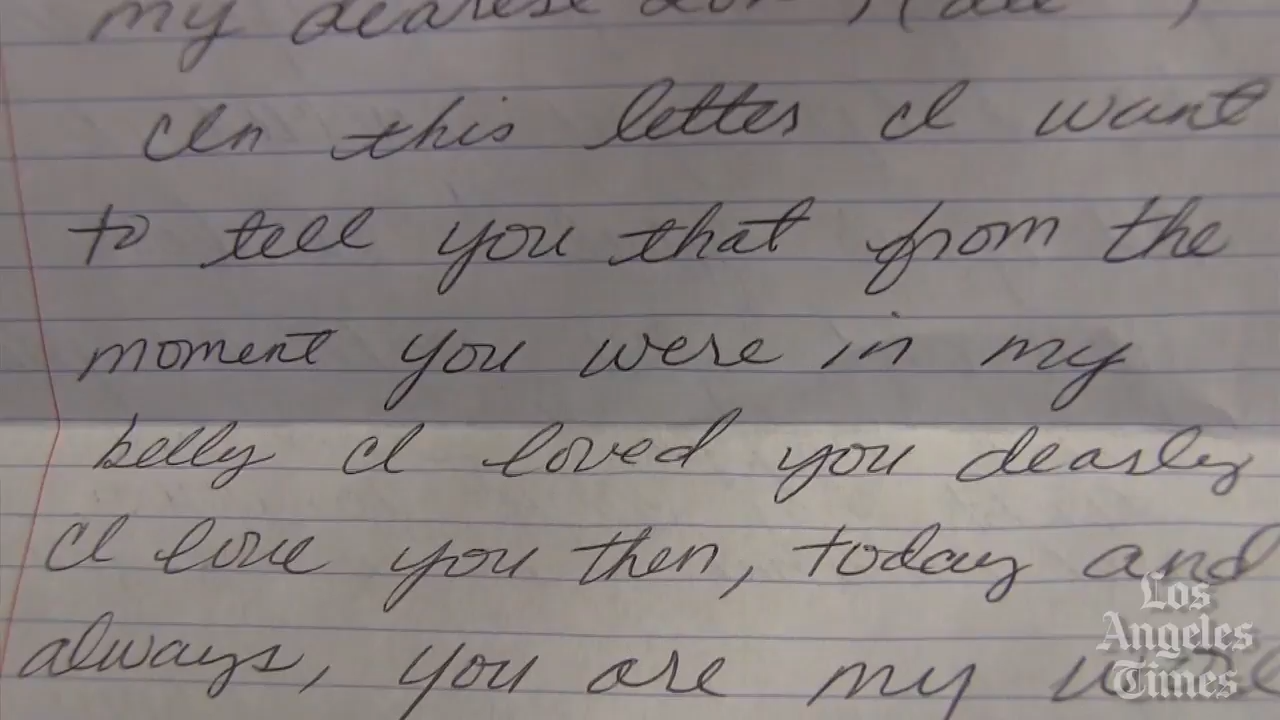 my dearest son
In this letter I want
to tell you that from the
moment you were in my
belly I loved you dearly
I love you then, today and
always, you are my
Los
Angeles
Times